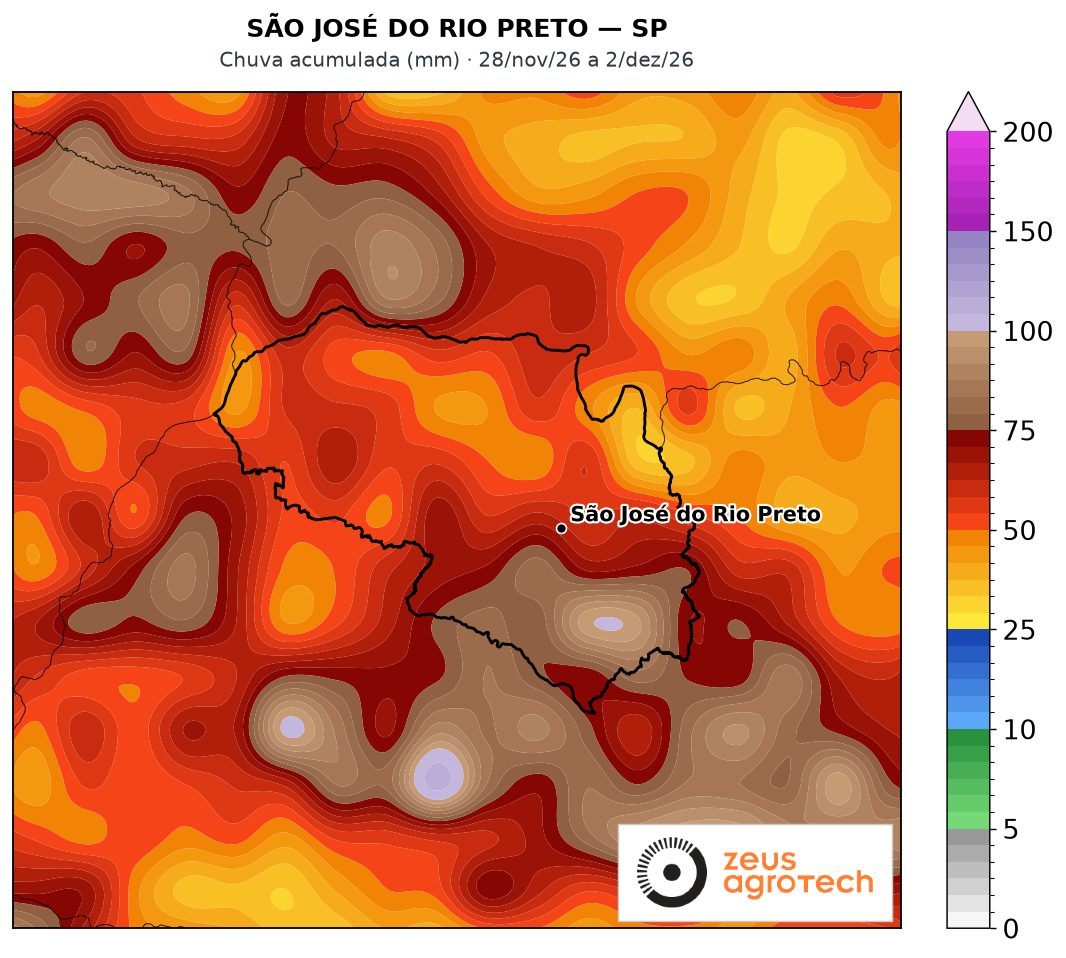 SÃO JOSÉ DO RIO PRETO — SP
Chuva acumulada (mm) · 28/nov/26 a 2/dez/26
200
150
100
75
50
25
10
5
0
São José do Rio Preto
zeus
agrotech